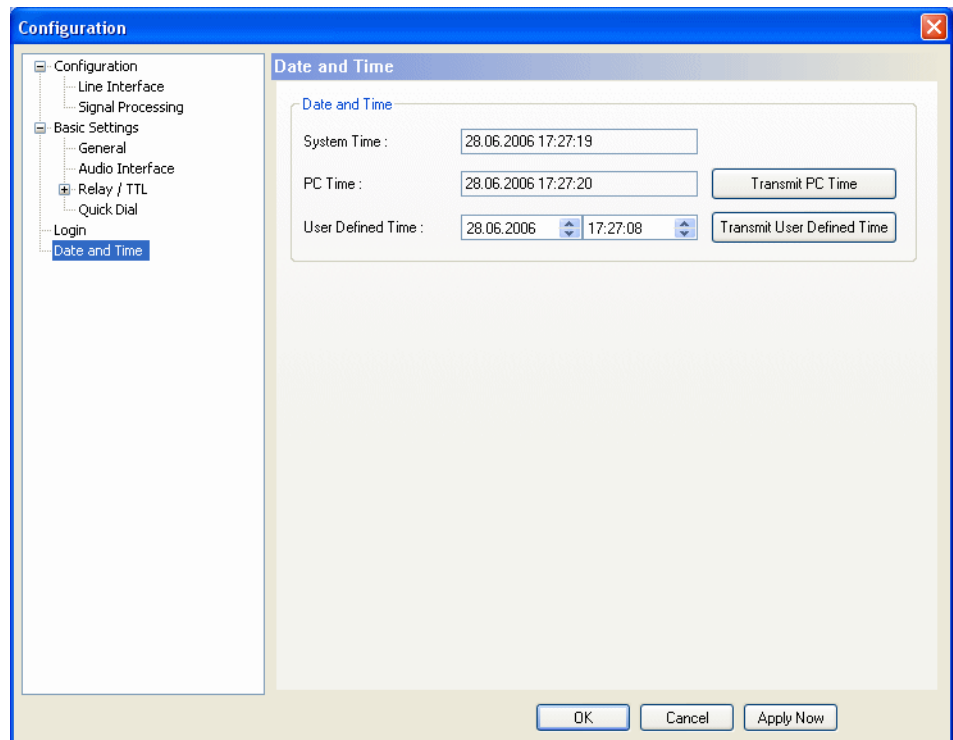 Configuration
Configuration
Line Interface
Signal Processing
Basic Settings
General
Audio Interface
Relay / TTL
Quick Dial
Login
Date and Time
Date and Time
Date and Time
System Time : 28.06.2006 17:27:19
PC Time : 28.06.2006 17:27:20 Transmit PC Time
User Defined Time : 28.06.2006 17:27:08 Transmit User Defined Time
OK Cancel Apply Now